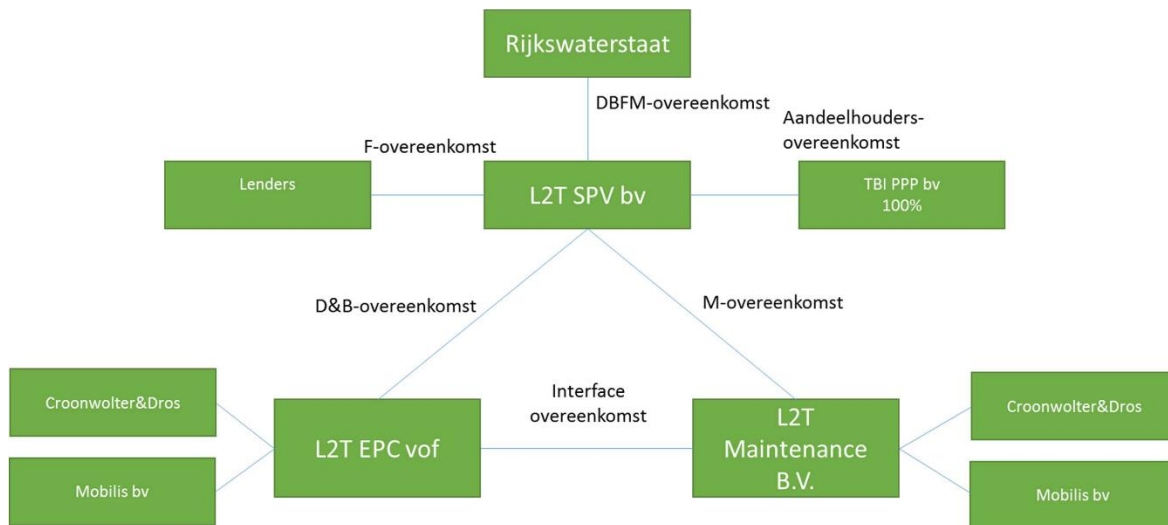 Rijkswaterstaat
DBFM-overeenkomst
Aandeelhouders-
overeenkomst
F-overeenkomst
Lenders
L2T SPV bv
TBI PPP bv
100%
D&B-overeenkomst
M-overeenkomst
Interface
overeenkomst
Croonwolter&Dros
Mobilis bv
L2T EPC vof
L2T
Maintenance
B.V.
Croonwolter&Dros
Mobilis bv